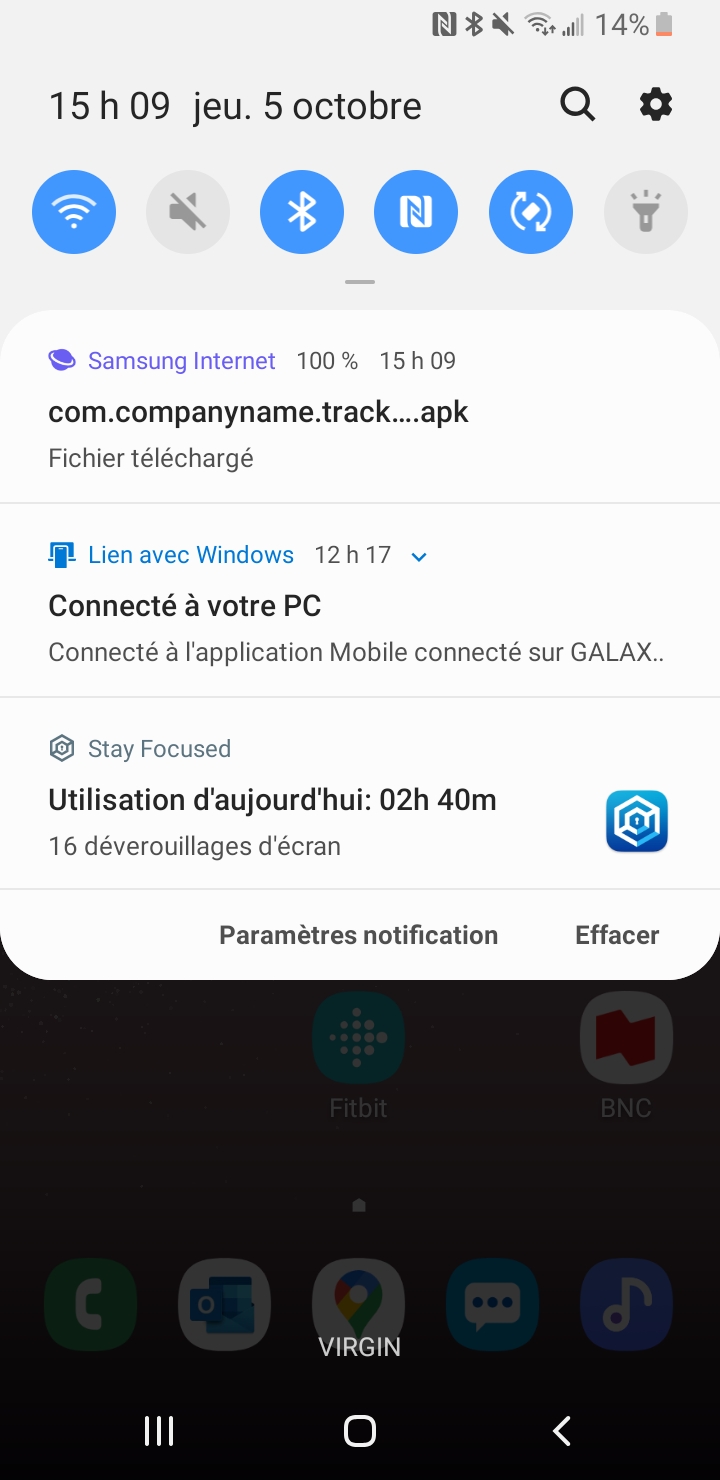 14%
15 h 09 jeu. 5 octobre
Samsung Internet 100 % 15 h 09
com.companyname.track....apk
Fichier téléchargé
Lien avec Windows 12 h 17
Connecté à votre PC
Connecté à l'application Mobile connecté sur GALAX..
Stay Focused
Utilisation d'aujourd'hui: 02h 40m
16 déverouillages d'écran
Paramètres notification Effacer
Fitbit BNC
VIRGIN